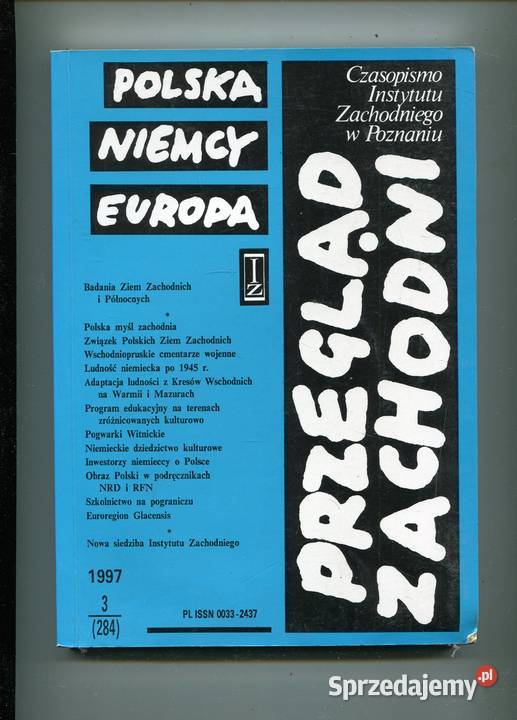 POLSKA
NIEMCY
EUROPA
Czasopismo
Instytutu
Zachodniego
w Poznaniu
PRZEGLĄD
ZACHODNI
I
Z
Badania Ziem Zachodnich
i Północnych
*
Polska myśl zachodnia
Związek Polskich Ziem Zachodnich
Wschodniopruskie cmentarze wojenne
Ludność niemiecka po 1945 r.
Adaptacja ludności z Kresów Wschodnich
na Warmii i Mazurach
Program edukacyjny na terenach
zróżnicowanych kulturowo
Pogwarki Witnickie
Niemieckie dziedzictwo kulturowe
Inwestorzy niemieccy o Polsce
Obraz Polski w podręcznikach
NRD i RFN
Szkolnictwo na pograniczu
Euroregion Glacensis
*
Nowa siedziba Instytutu Zachodniego
1997
3
(284)
PL ISSN 0033-2437
Sprzedajemy.pl